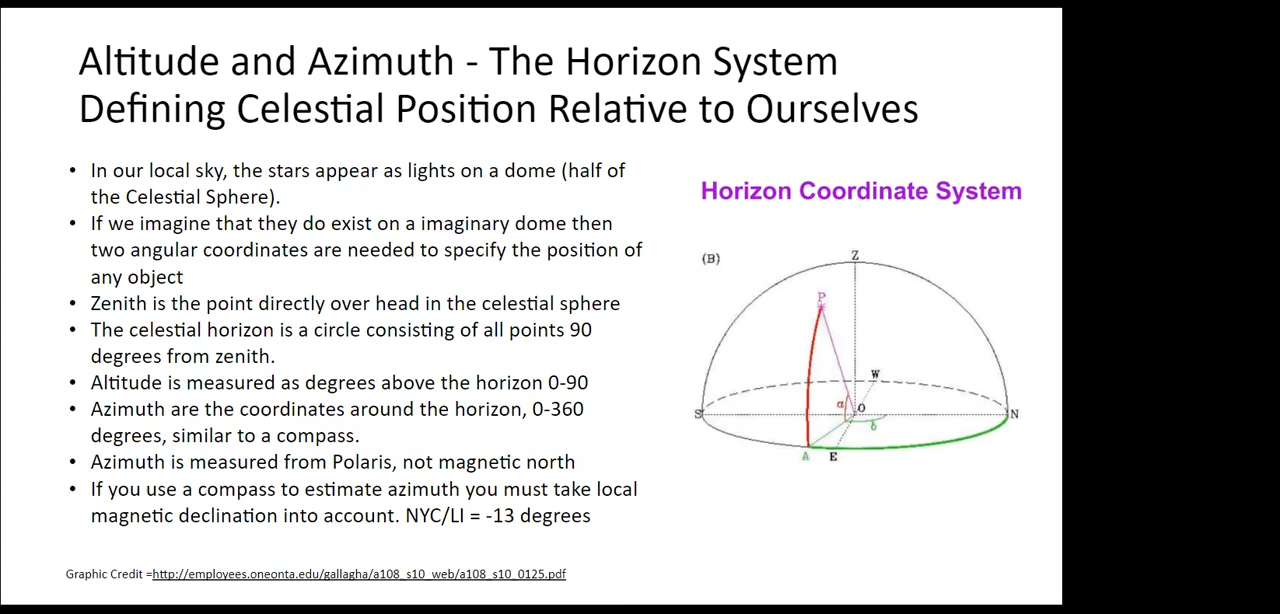 Altitude and Azimuth - The Horizon System
Defining Celestial Position Relative to Ourselves
• In our local sky, the stars appear as lights on a dome (half of
the Celestial Sphere).
• If we imagine that they do exist on a imaginary dome then
two angular coordinates are needed to specify the position of
any object
• Zenith is the point directly over head in the celestial sphere
• The celestial horizon is a circle consisting of all points 90
degrees from zenith.
• Altitude is measured as degrees above the horizon 0-90
• Azimuth are the coordinates around the horizon, 0-360
degrees, similar to a compass.
• Azimuth is measured from Polaris, not magnetic north
• If you use a compass to estimate azimuth you must take local
magnetic declination into account. NYC/LI = -13 degrees
Graphic Credit =http://employees.oneonta.edu/gallagha/a108_s10_web/a108_s10_0125.pdf
Horizon Coordinate System
(B)
Z
P
W
a
O
S
N
b
A
E